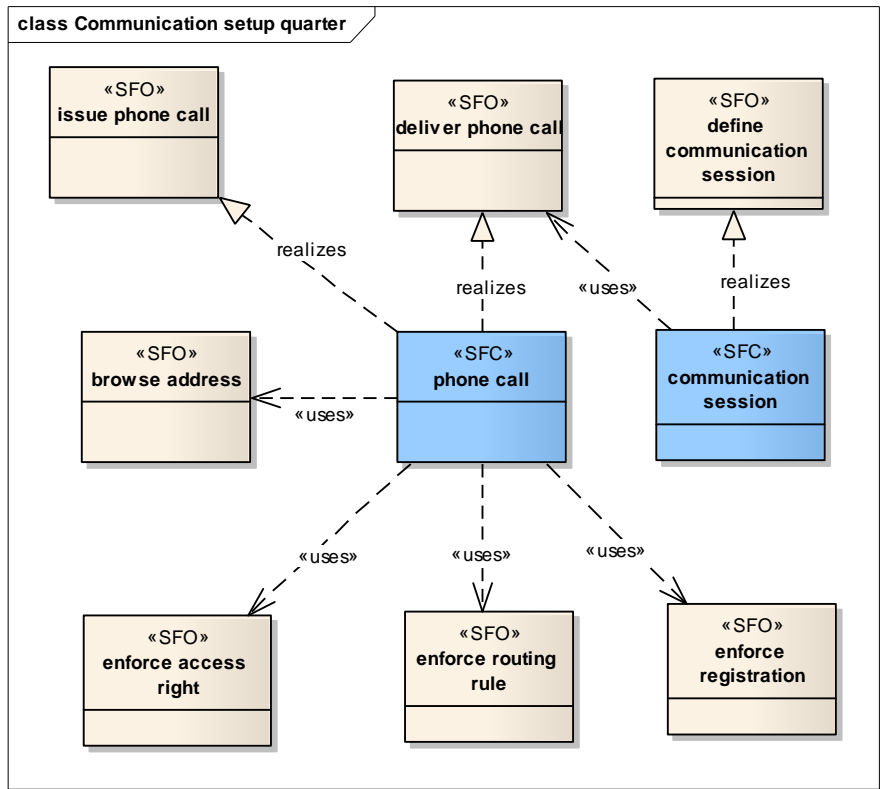 class Communication setup quarter
«SFO»
issue phone call
«SFO»
deliver phone call
«SFO»
define
communication
session
realizes
realizes
«uses»
realizes
«SFO»
browse address
«uses»
«SFC»
phone call
«SFC»
communication
session
«uses»
«uses»
«uses»
«SFO»
enforce access
right
«SFO»
enforce routing
rule
«SFO»
enforce
registration